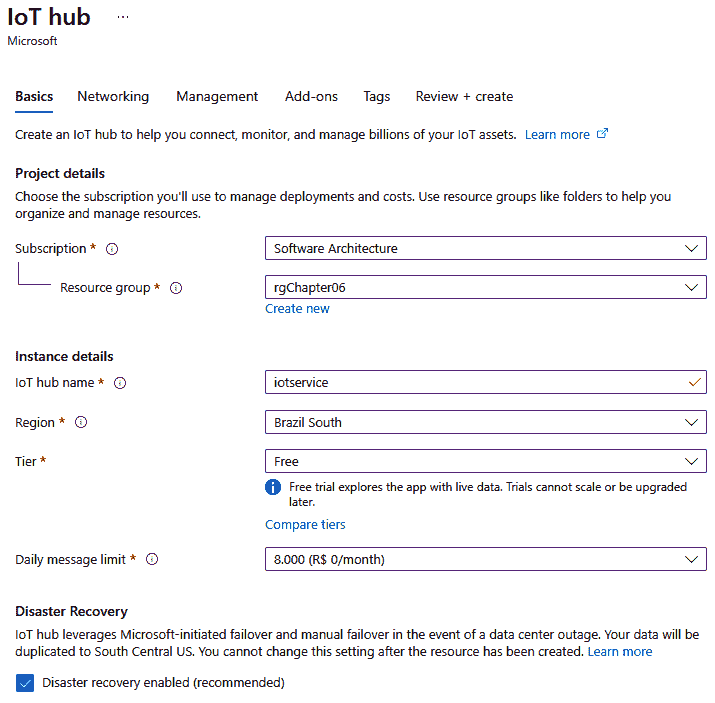 IoT hub ...
Microsoft
Basics Networking Management Add-ons Tags Review + create
Create an IoT hub to help you connect, monitor, and manage billions of your IoT assets. Learn more
Project details
Choose the subscription you'll use to manage deployments and costs. Use resource groups like folders to help you
organize and manage resources.
Subscription * Software Architecture
Resource group * rgChapter06
Create new
Instance details
IoT hub name * iotservice
Region * Brazil South
Tier * Free
Free trial explores the app with live data. Trials cannot scale or be upgraded
later.
Compare tiers
Daily message limit * 8.000 (R$ 0/month)
Disaster Recovery
IoT hub leverages Microsoft-initiated failover and manual failover in the event of a data center outage. Your data will be
duplicated to South Central US. You cannot change this setting after the resource has been created. Learn more
Disaster recovery enabled (recommended)